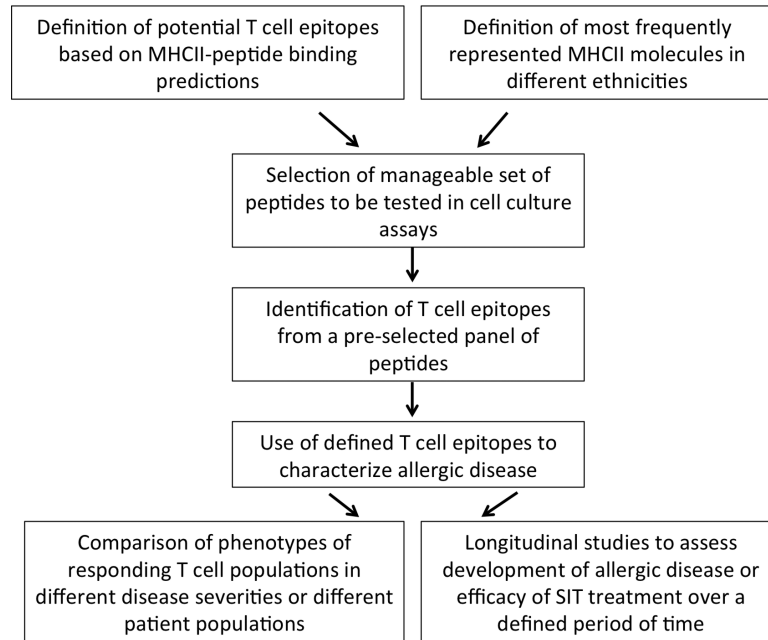 Definition of potential T cell epitopes
based on MHCII-peptide binding
predictions
Definition of most frequently
represented MHCII molecules in
different ethnicities
Selection of manageable set of
peptides to be tested in cell culture
assays
Identification of T cell epitopes
from a pre-selected panel of
peptides
Use of defined T cell epitopes to
characterize allergic disease
Comparison of phenotypes of
responding T cell populations in
different disease severities or different
patient populations
Longitudinal studies to assess
development of allergic disease or
efficacy of SIT treatment over a
defined period of time